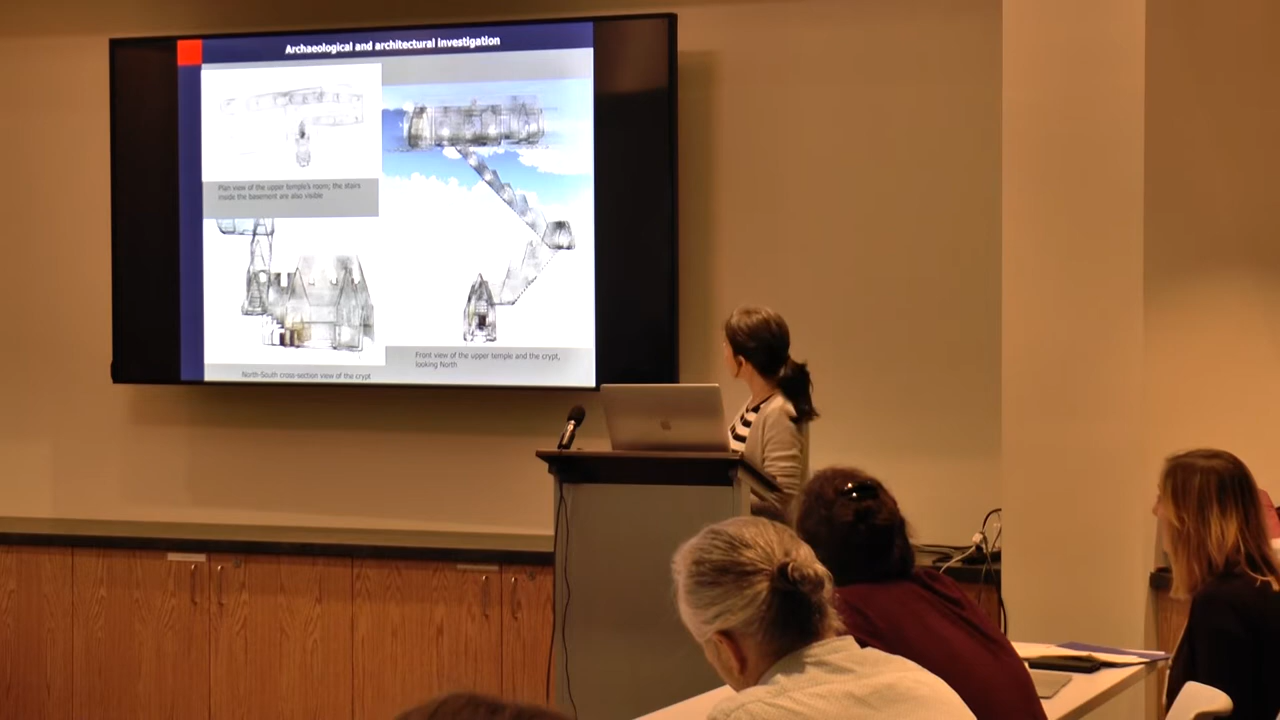 Archaeological and architectural investigation
Plan view of the upper temple's room; the stairs
inside the basement are also visible
Front view of the upper temple and the crypt,
looking North
North-South cross-section view of the crypt